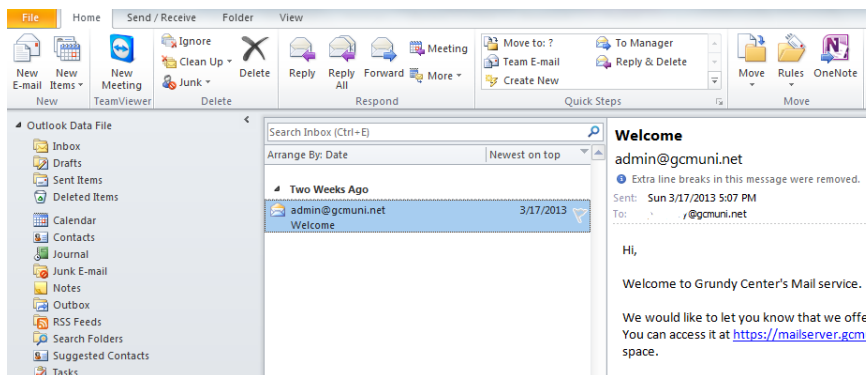 File Home Send / Receive Folder View
New E-mail New Items New Meeting Ignore Clean Up Junk Delete Reply Reply All Forward Meeting More Move to: ? Team E-mail Create New To Manager Reply & Delete Move Rules OneNote
New TeamViewer Delete Respond Quick Steps Move
Outlook Data File
Inbox
Drafts
Sent Items
Deleted Items
Calendar
Contacts
Journal
Junk E-mail
Notes
Outbox
RSS Feeds
Search Folders
Suggested Contacts
Tasks
Search Inbox (Ctrl+E)
Arrange By: Date Newest on top
Two Weeks Ago
admin@gcmuni.net 3/17/2013
Welcome
Welcome
admin@gcmuni.net
Extra line breaks in this message were removed.
Sent: Sun 3/17/2013 5:07 PM
To: @gcmuni.net
Hi,
Welcome to Grundy Center's Mail service.
We would like to let you know that we offe
You can access it at https://mailserver.gcm
space.